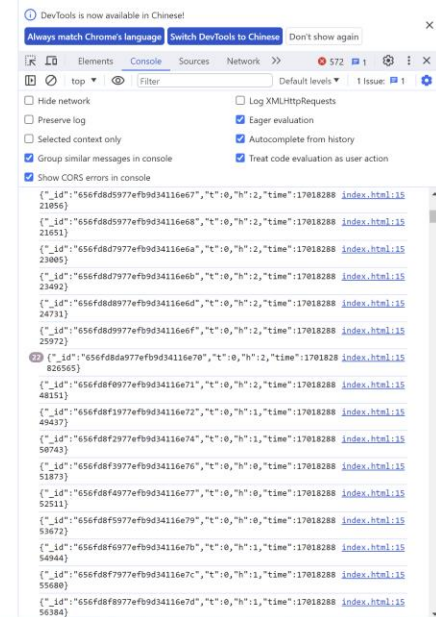 DevTools is now available in Chinese!
Always match Chrome's language Switch DevTools to Chinese Don't show again
Elements Console Sources Network 572 1
top Filter Default levels 1 Issue: 1
Hide network Log XMLHttpRequests
Preserve log Eager evaluation
Selected context only Autocomplete from history
Group similar messages in console Treat code evaluation as user action
Show CORS errors in console
{"_id":"656fd8d5977efb9d34116e67","t":0,"h":2,"time":17018288 index.html:15
21056}
{"_id":"656fd8d5977efb9d34116e68","t":0,"h":2,"time":17018288 index.html:15
21651}
{"_id":"656fd8d7977efb9d34116e6a","t":0,"h":2,"time":17018288 index.html:15
23005}
{"_id":"656fd8d7977efb9d34116e6b","t":0,"h":2,"time":17018288 index.html:15
23492}
{"_id":"656fd8d8977efb9d34116e6d","t":0,"h":2,"time":17018288 index.html:15
24731}
{"_id":"656fd8d9977efb9d34116e6f","t":0,"h":2,"time":17018288 index.html:15
25972}
22 {"_id":"656fd8da977efb9d34116e70","t":0,"h":2,"time":1701828 index.html:15
826565}
{"_id":"656fd8f0977efb9d34116e71","t":0,"h":2,"time":17018288 index.html:15
48151}
{"_id":"656fd8f1977efb9d34116e72","t":0,"h":1,"time":17018288 index.html:15
49437}
{"_id":"656fd8f2977efb9d34116e74","t":0,"h":1,"time":17018288 index.html:15
50743}
{"_id":"656fd8f3977efb9d34116e76","t":0,"h":0,"time":17018288 index.html:15
51873}
{"_id":"656fd8f4977efb9d34116e77","t":0,"h":0,"time":17018288 index.html:15
52511}
{"_id":"656fd8f5977efb9d34116e79","t":0,"h":0,"time":17018288 index.html:15
53672}
{"_id":"656fd8f6977efb9d34116e7b","t":0,"h":1,"time":17018288 index.html:15
54944}
{"_id":"656fd8f7977efb9d34116e7c","t":0,"h":1,"time":17018288 index.html:15
55680}
{"_id":"656fd8f8977efb9d34116e7d","t":0,"h":1,"time":17018288 index.html:15
56384}